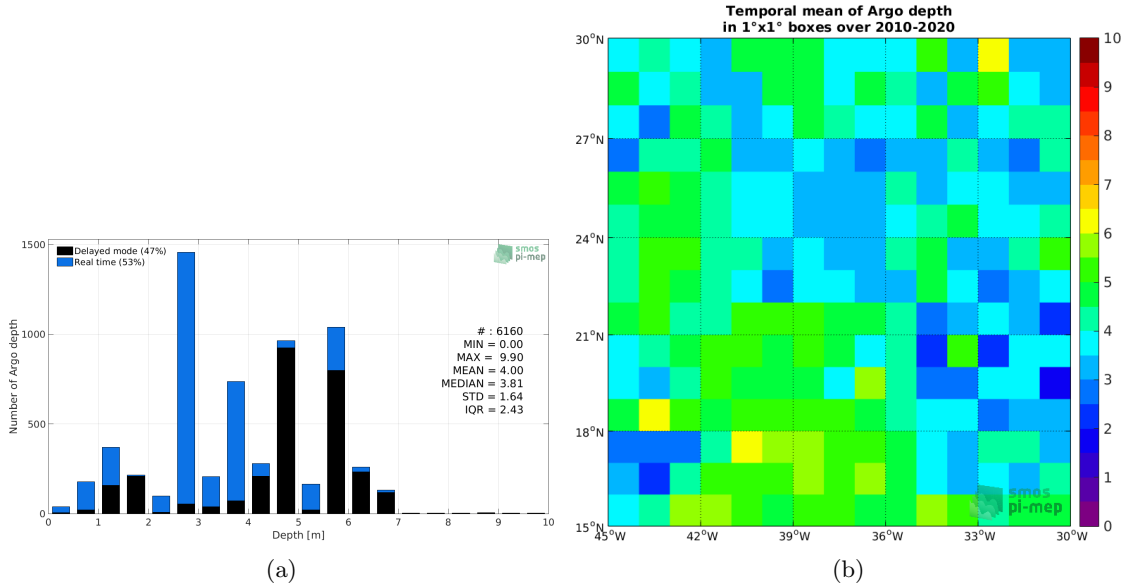 Temporal mean of Argo depth
in 1°x1° boxes over 2010-2020
Number of Argo depth
1500
1000
500
0
Delayed mode (47%)
Real time (53%)
smos
pi-mep
# : 6160
MIN = 0.00
MAX = 9.90
MEAN = 4.00
MEDIAN = 3.81
STD = 1.64
IQR = 2.43
0 1 2 3 4 5 6 7 8 9 10
Depth [m]
(a)
30°N
27°N
24°N
21°N
18°N
15°N
45°W 42°W 39°W 36°W 33°W 30°W
smos
pi-mep
10
9
8
7
6
5
4
3
2
1
0
(b)